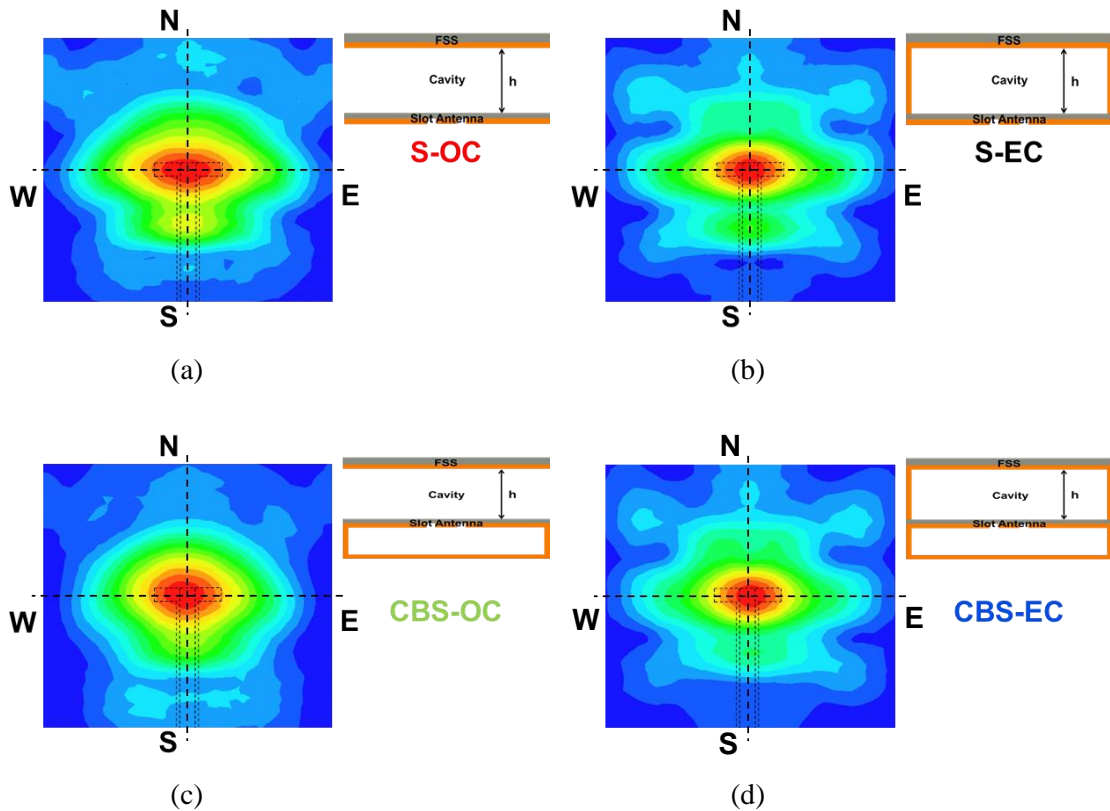 N
W
E
S
FSS
Cavity
h
Slot Antenna
S-OC
(a)
N
W
E
S
FSS
Cavity
h
Slot Antenna
S-EC
(b)
N
W
E
S
FSS
Cavity
h
Slot Antenna
CBS-OC
(c)
N
W
E
S
FSS
Cavity
h
Slot Antenna
CBS-EC
(d)